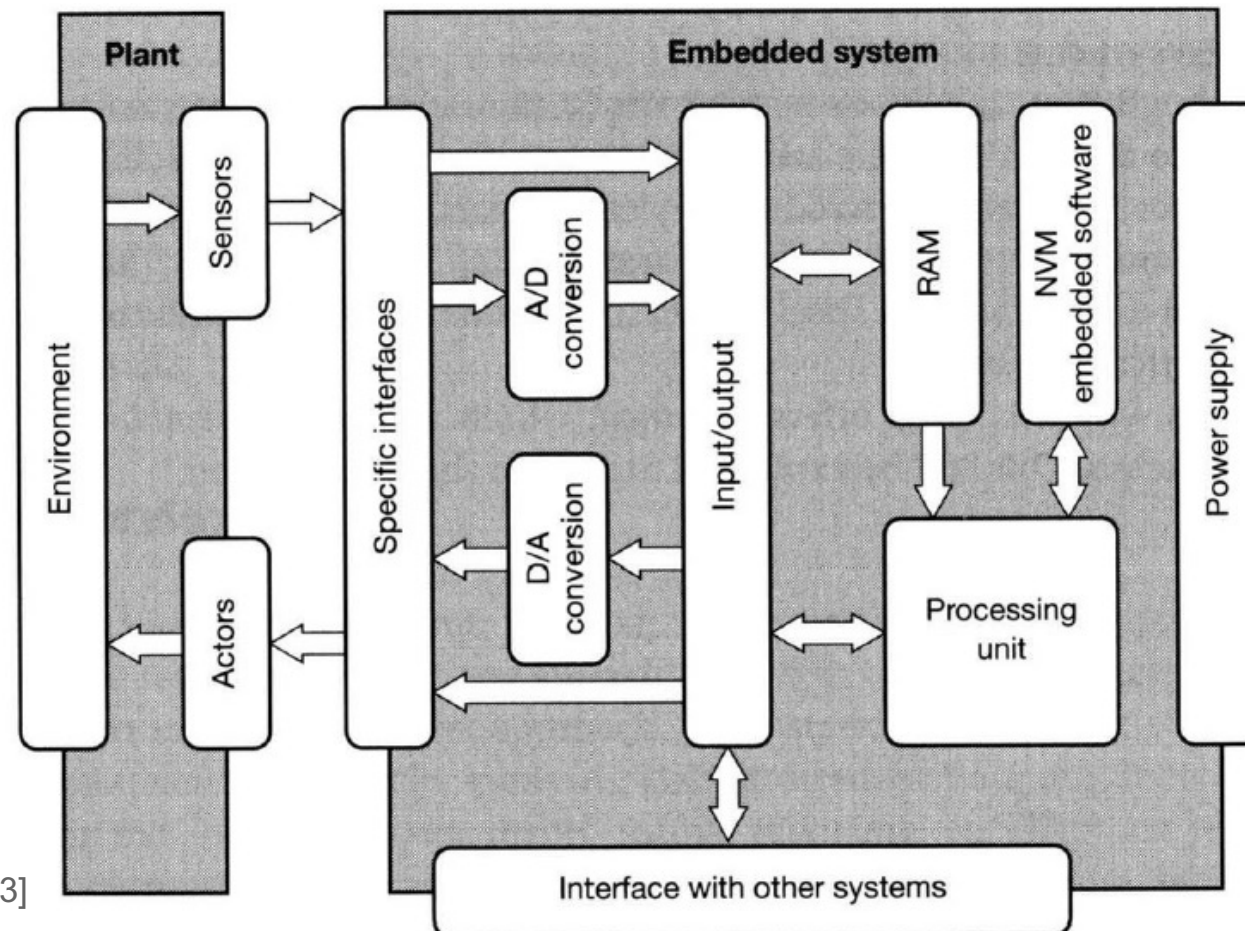 Plant
Embedded system
Environment
Sensors
Actors
Specific interfaces
A/D
conversion
D/A
conversion
Input/output
RAM
NVM
embedded software
Processing
unit
Power supply
Interface with other systems
3]